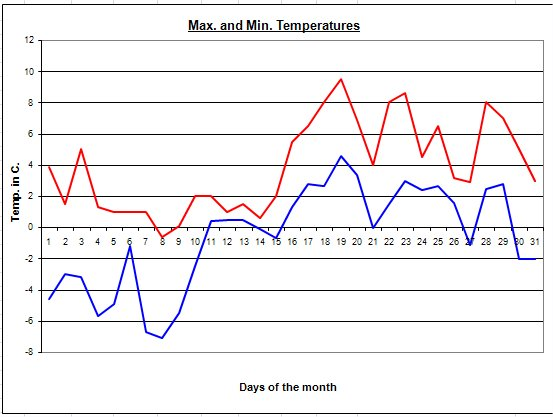 Max. and Min. Temperatures
12
10
8
6
4
2
0
-2
-4
-6
-8
Temp. in C.
1 2 3 4 5 6 7 8 9 10 11 12 13 14 15 16 17 18 19 20 21 22 23 24 25 26 27 28 29 30 31
Days of the month